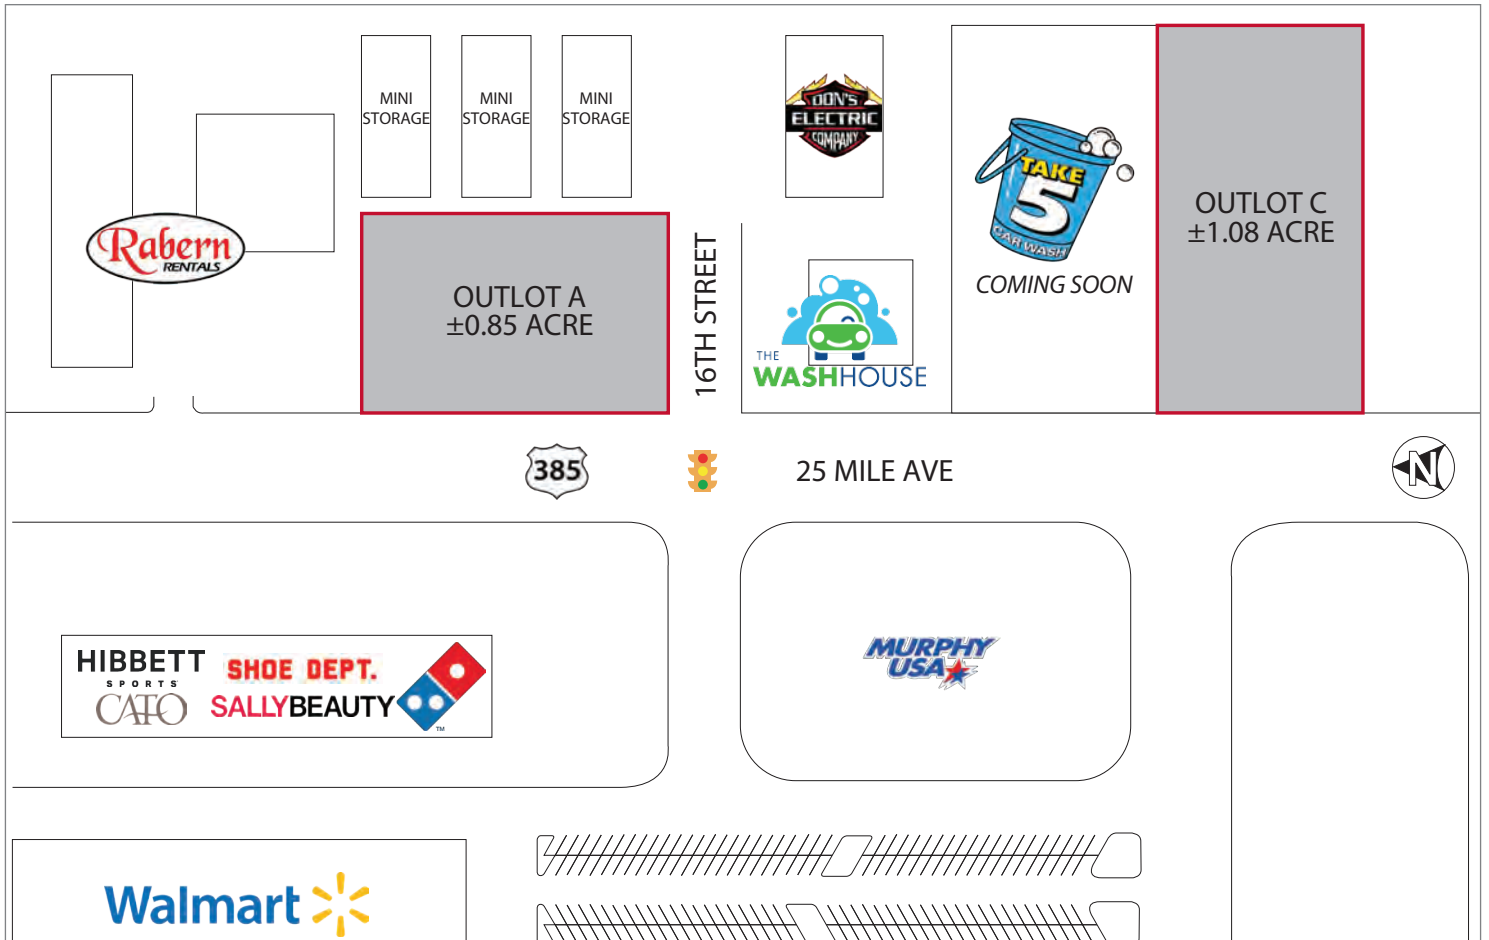 MINI
STORAGE
MINI
STORAGE
MINI
STORAGE
DON'S
ELECTRIC
COMPANY
TAKE
5
CAR WASH
COMING SOON
OUTLOT C
±1.08 ACRE
Rabern
RENTALS
OUTLOT A
±0.85 ACRE
16TH STREET
THE
WASHHOUSE
385
25 MILE AVE
N
HIBBETT
SPORTS
CATO
SHOE DEPT.
SALLYBEAUTY
TM
MURPHY
USA
Walmart